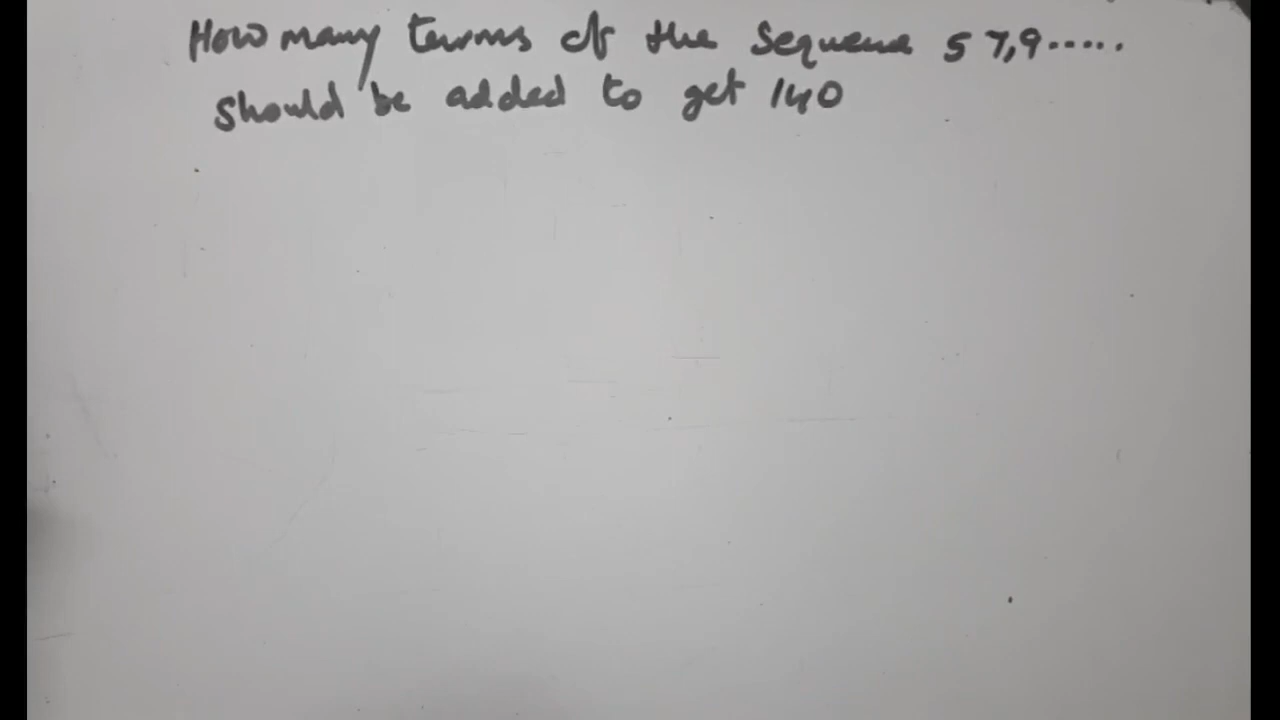 How many terms of the sequence 5 7,9.....
should be added to get 140